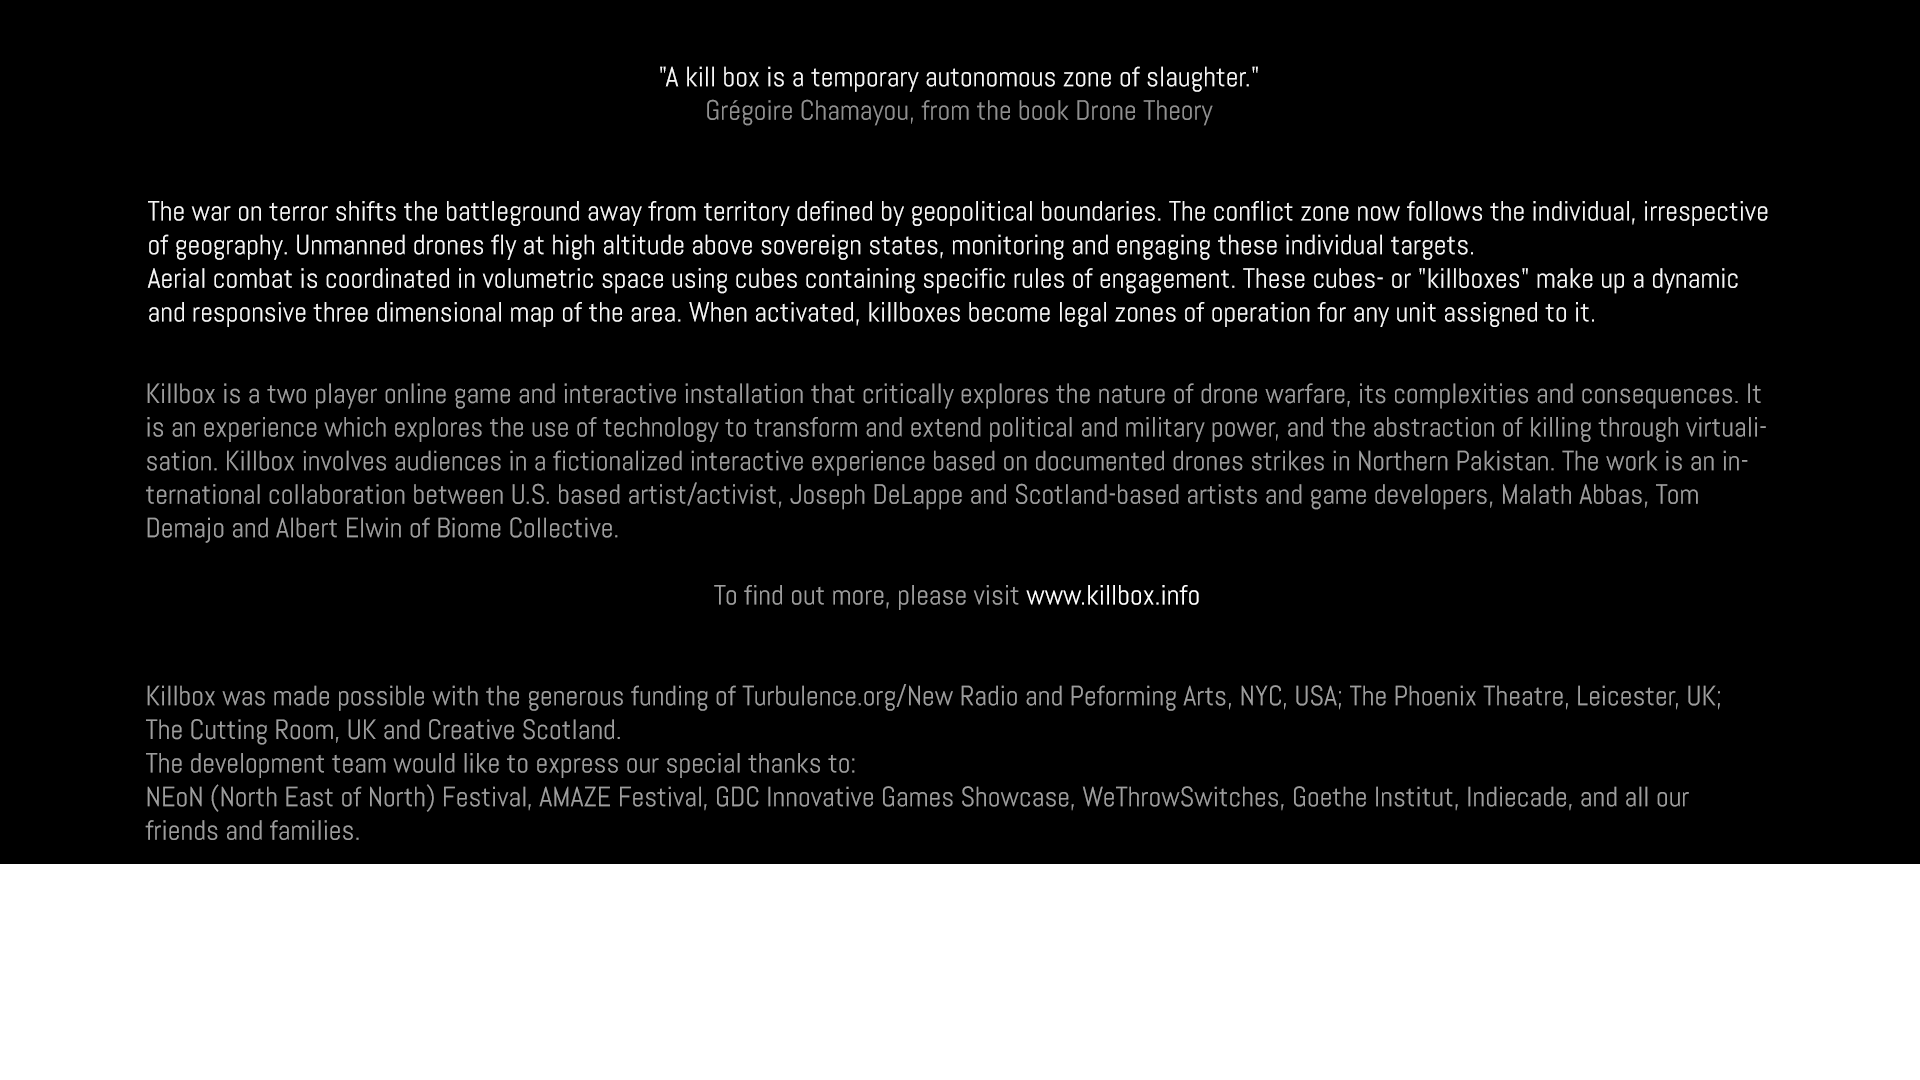 "A kill box is a temporary autonomous zone of slaughter."
Grégoire Chamayou, from the book Drone Theory
The war on terror shifts the battleground away from territory defined by geopolitical boundaries. The conflict zone now follows the individual, irrespective
of geography. Unmanned drones fly at high altitude above sovereign states, monitoring and engaging these individual targets.
Aerial combat is coordinated in volumetric space using cubes containing specific rules of engagement. These cubes- or "killboxes" make up a dynamic
and responsive three dimensional map of the area. When activated, killboxes become legal zones of operation for any unit assigned to it.
Killbox is a two player online game and interactive installation that critically explores the nature of drone warfare, its complexities and consequences. It
is an experience which explores the use of technology to transform and extend political and military power, and the abstraction of killing through virtuali-
sation. Killbox involves audiences in a fictionalized interactive experience based on documented drones strikes in Northern Pakistan. The work is an in-
ternational collaboration between U.S. based artist/activist, Joseph DeLappe and Scotland-based artists and game developers, Malath Abbas, Tom
Demajo and Albert Elwin of Biome Collective.
To find out more, please visit www.killbox.info
Killbox was made possible with the generous funding of Turbulence.org/New Radio and Peforming Arts, NYC, USA; The Phoenix Theatre, Leicester, UK;
The Cutting Room, UK and Creative Scotland.
The development team would like to express our special thanks to:
NEoN (North East of North) Festival, AMAZE Festival, GDC Innovative Games Showcase, WeThrowSwitches, Goethe Institut, Indiecade, and all our
friends and families.